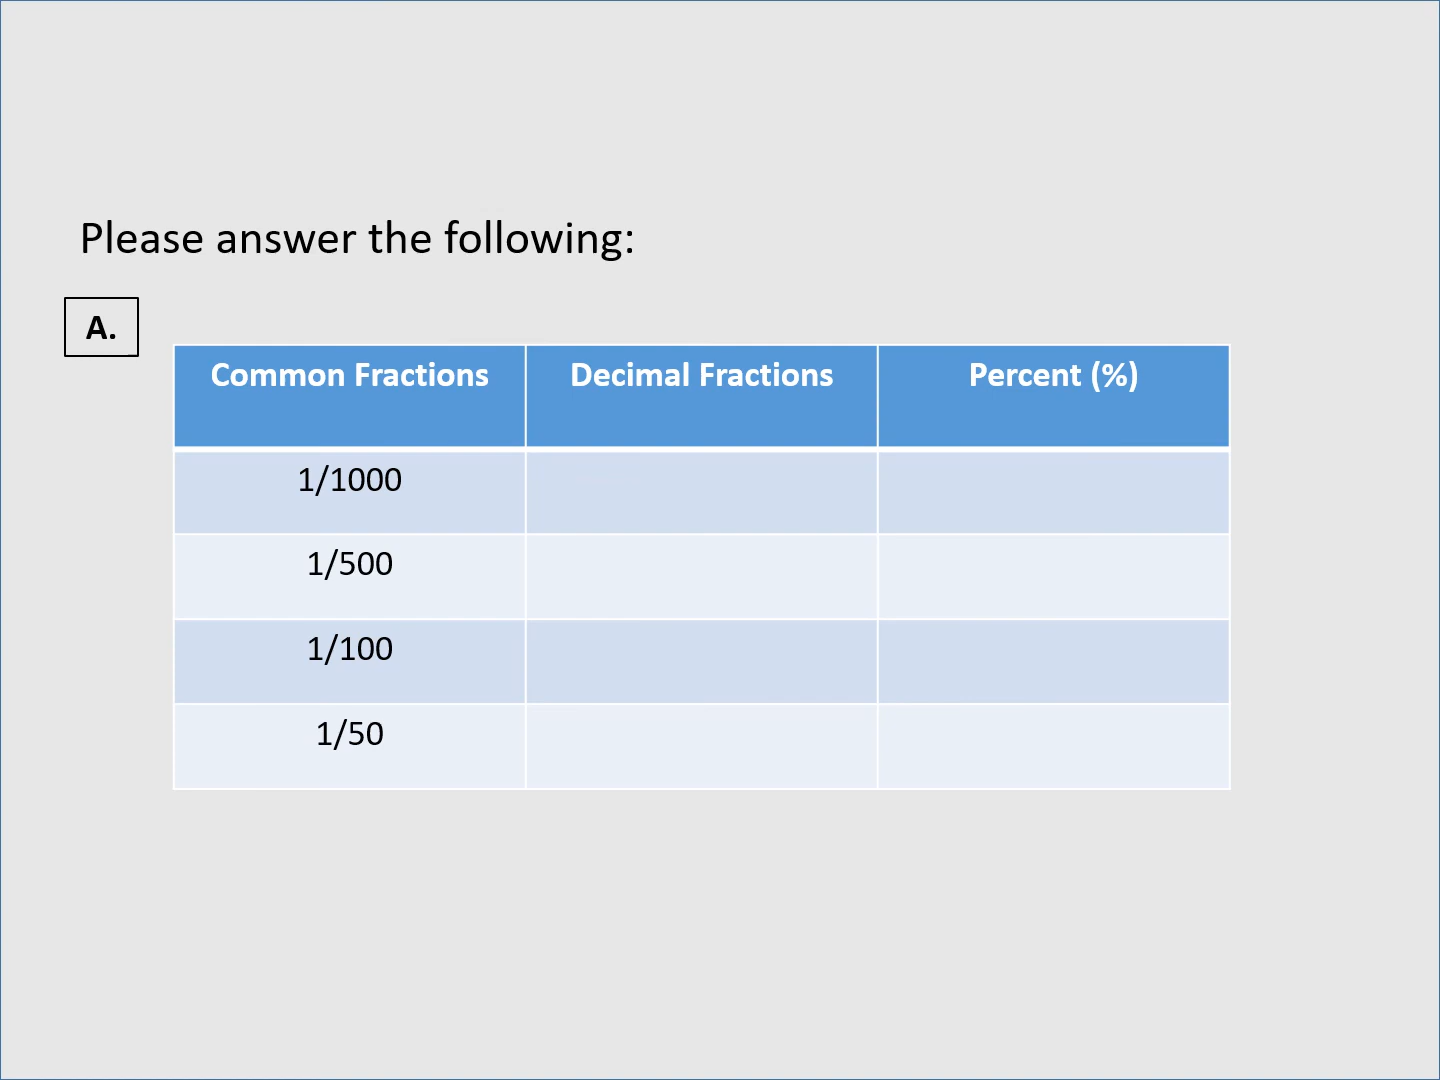 Please answer the following:
A.
Common Fractions Decimal Fractions Percent (%)
1/1000
1/500
1/100
1/50